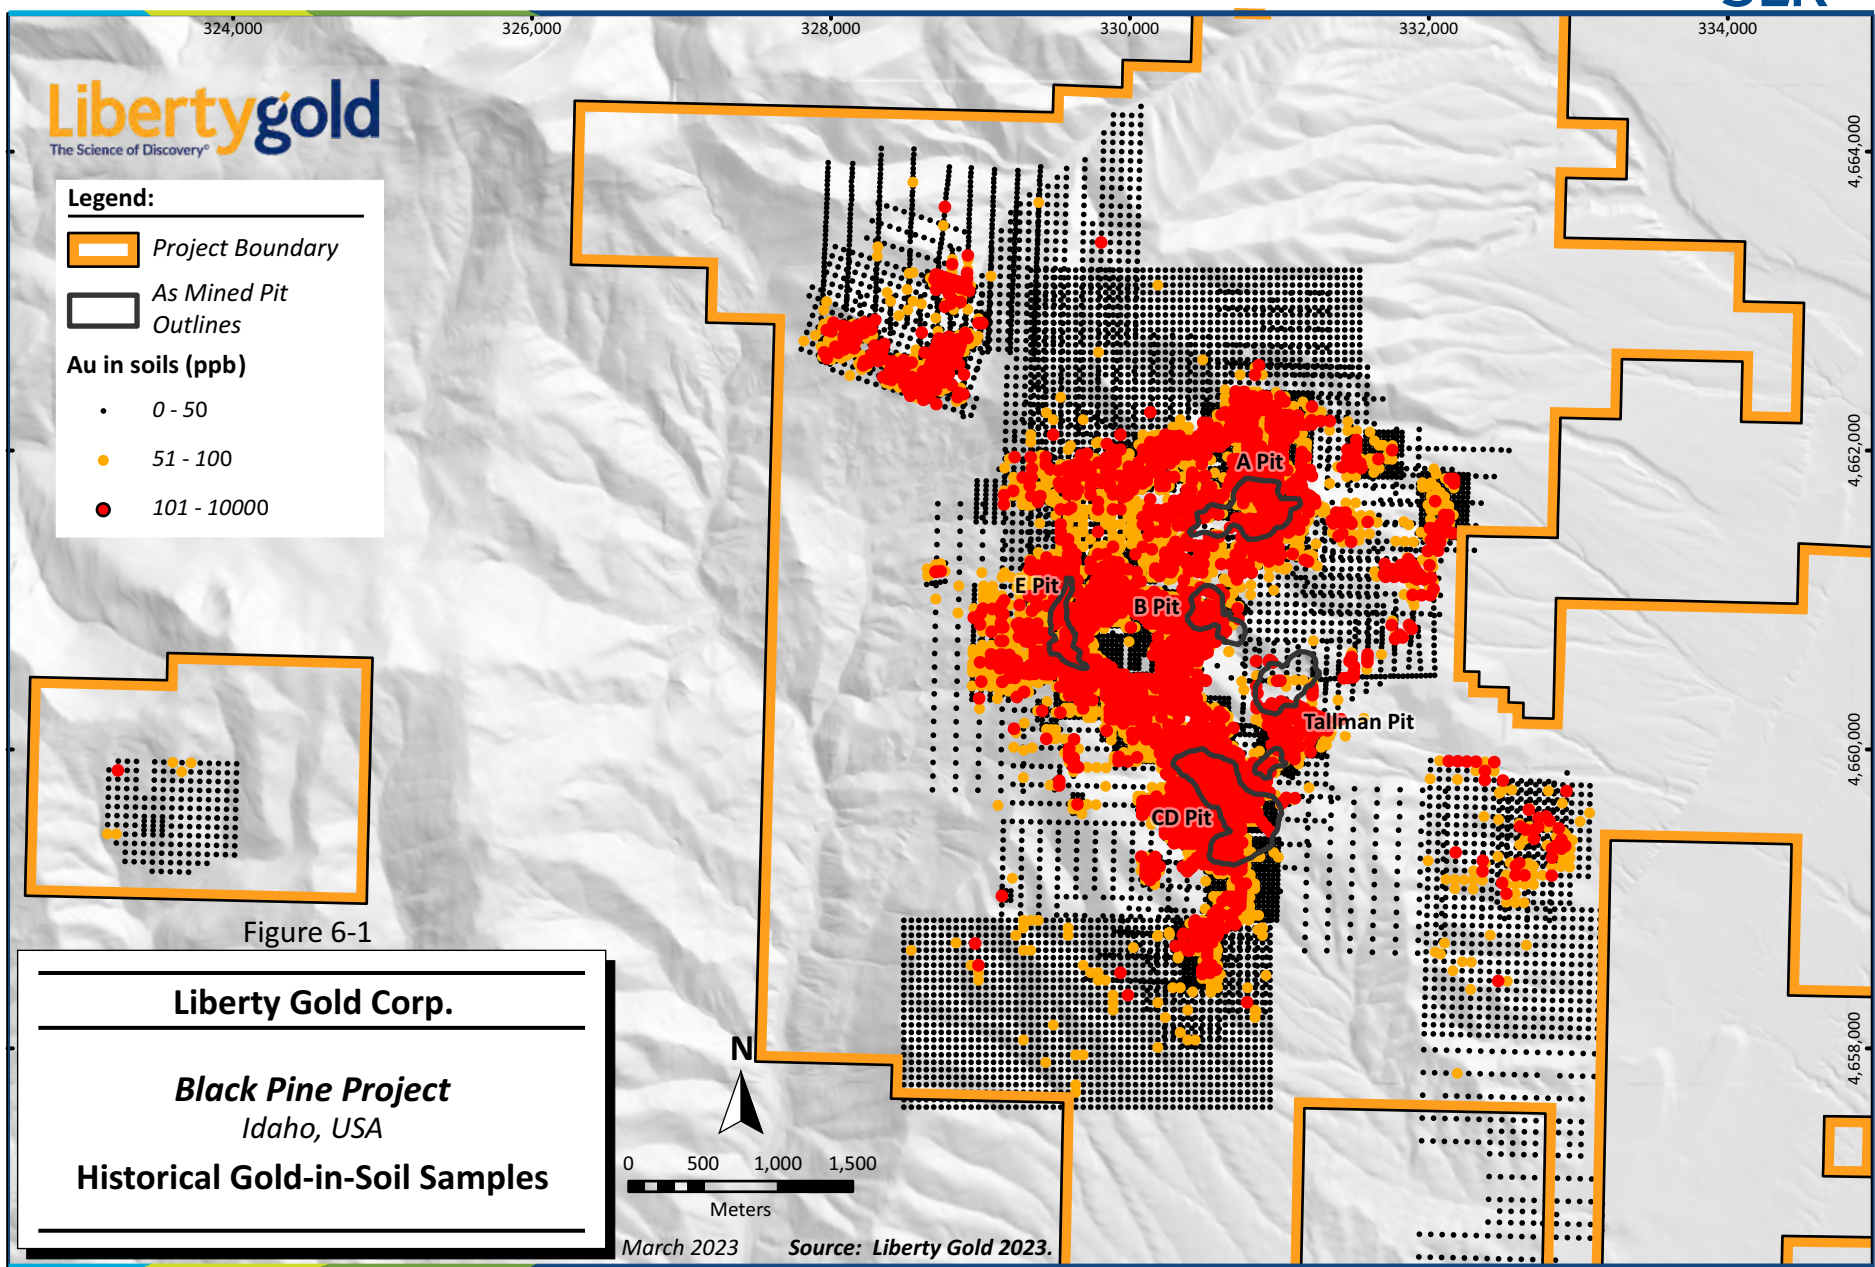 SLR
324,000
326,000
328,000
330,000
332,000
334,000
Libertygold
The Science of Discovery©
Legend:
Project Boundary
As Mined Pit
Outlines
Au in soils (ppb)
0 - 50
51 - 100
101 - 10000
4,664,000
4,662,000
4,660,000
4,658,000
A Pit
E Pit
B Pit
Tallman Pit
CD Pit
Figure 6-1
Liberty Gold Corp.
Black Pine Project
Idaho, USA
Historical Gold-in-Soil Samples
N
0 500 1,000 1,500
Meters
March 2023 Source: Liberty Gold 2023.